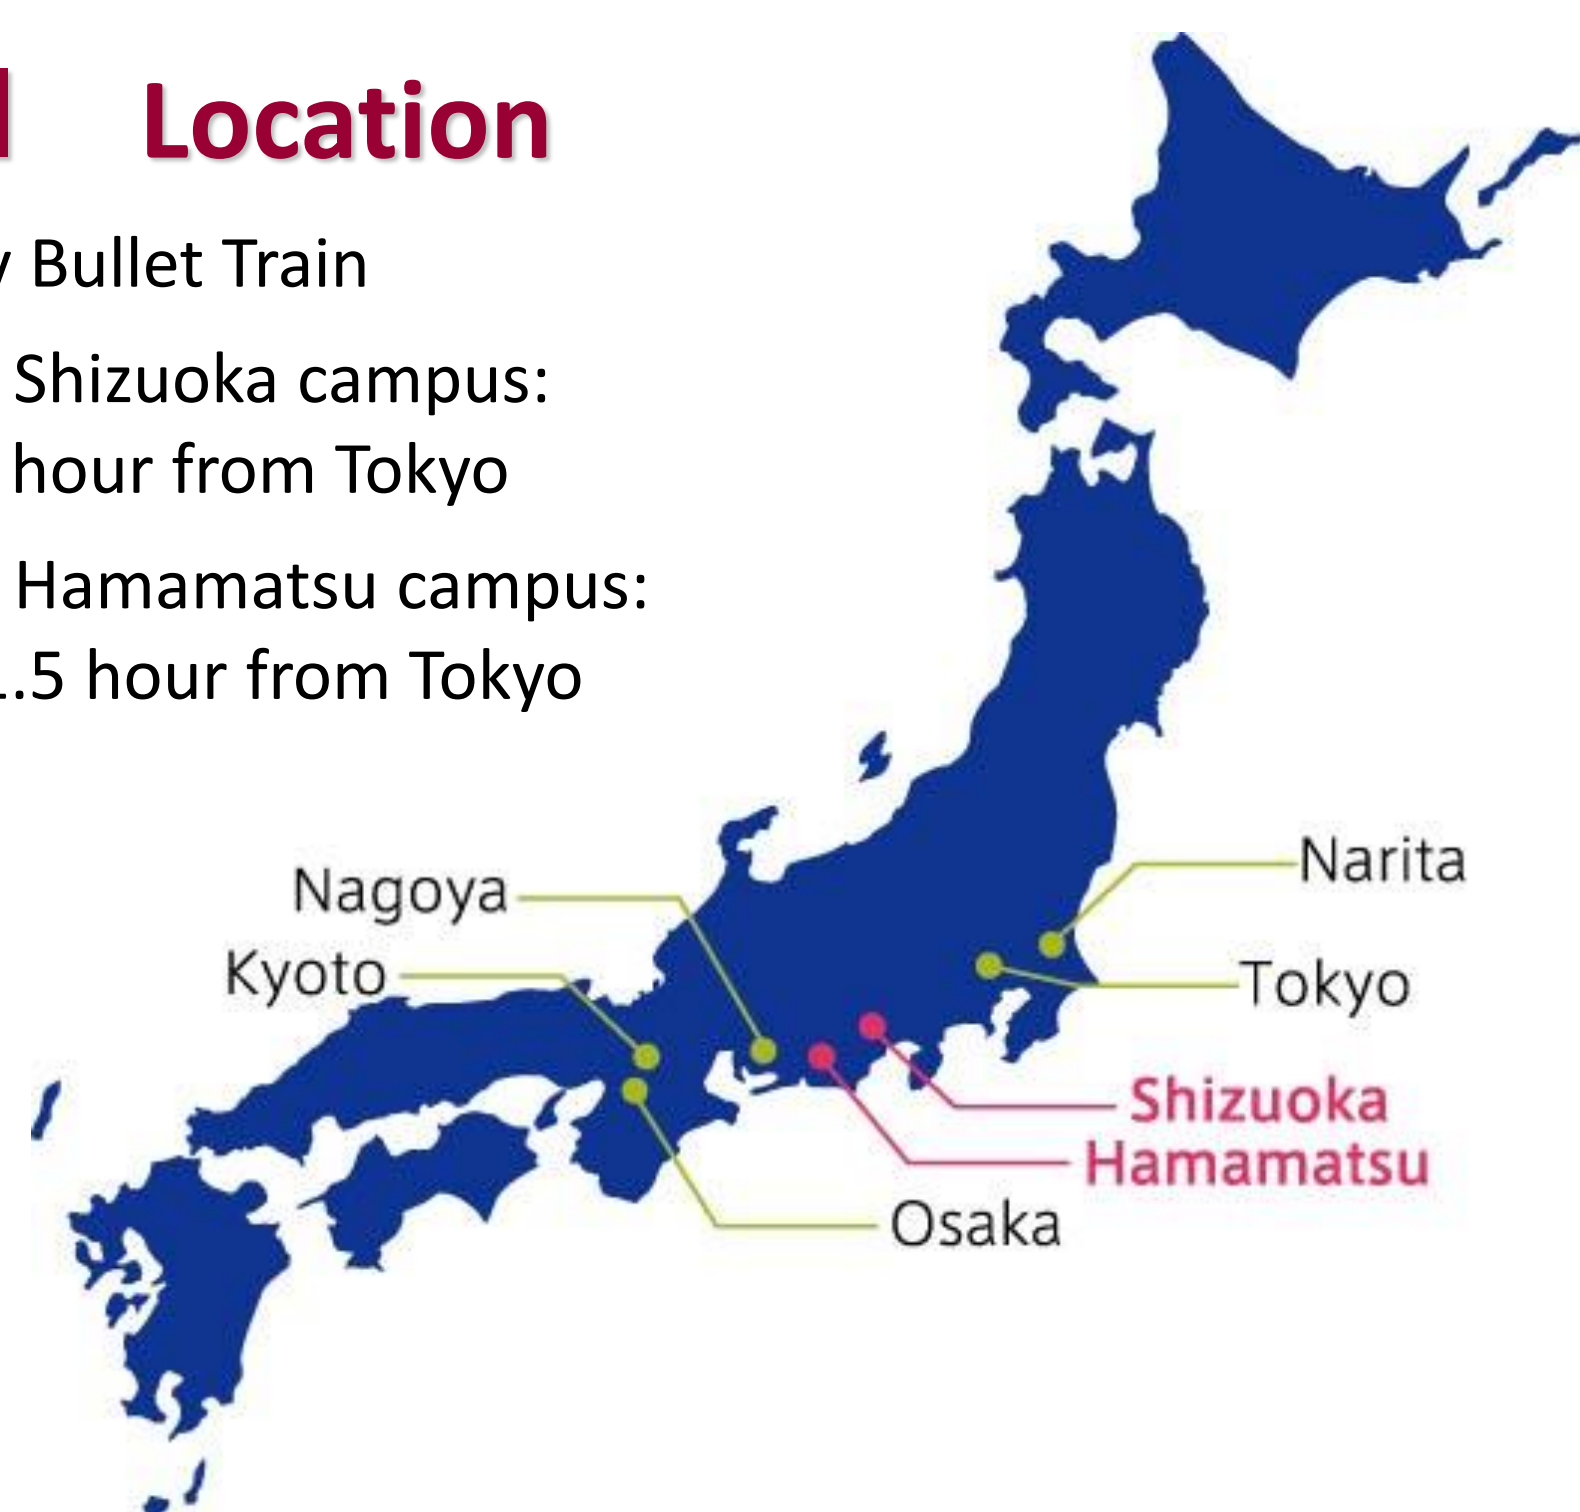 Location
Bullet Train
Shizuoka campus:
hour from Tokyo
Hamamatsu campus:
.5 hour from Tokyo
Narita
Nagoya
Kyoto
Tokyo
Shizuoka
Hamamatsu
Osaka